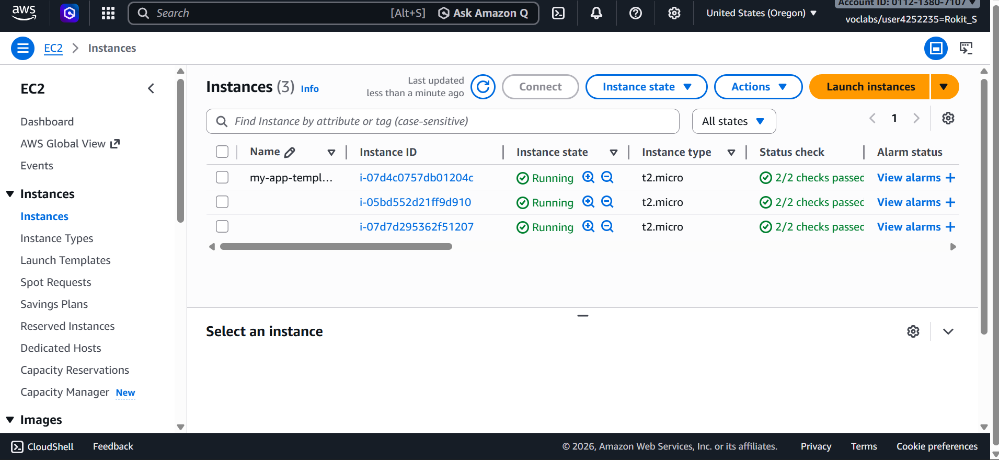 aws
Search [Alt+S] Ask Amazon Q
United States (Oregon)
Account ID: 0112-1380-7107
voclabs/user4252235=Rokit_S
EC2 Instances
EC2
Dashboard
AWS Global View
Events
Instances
Instances
Instance Types
Launch Templates
Spot Requests
Savings Plans
Reserved Instances
Dedicated Hosts
Capacity Reservations
Capacity Manager New
Images
Instances (3) Info
Last updated
less than a minute ago
Connect
Instance state
Actions
Launch instances
Find Instance by attribute or tag (case-sensitive)
All states
1
Name Instance ID Instance state Instance type Status check Alarm status
my-app-templ... i-07d4c0757db01204c Running t2.micro 2/2 checks passed View alarms +
i-05bd552d21ff9d910 Running t2.micro 2/2 checks passed View alarms +
i-07d7d295362f51207 Running t2.micro 2/2 checks passed View alarms +
Select an instance
CloudShell Feedback © 2026, Amazon Web Services, Inc. or its affiliates. Privacy Terms Cookie preferences